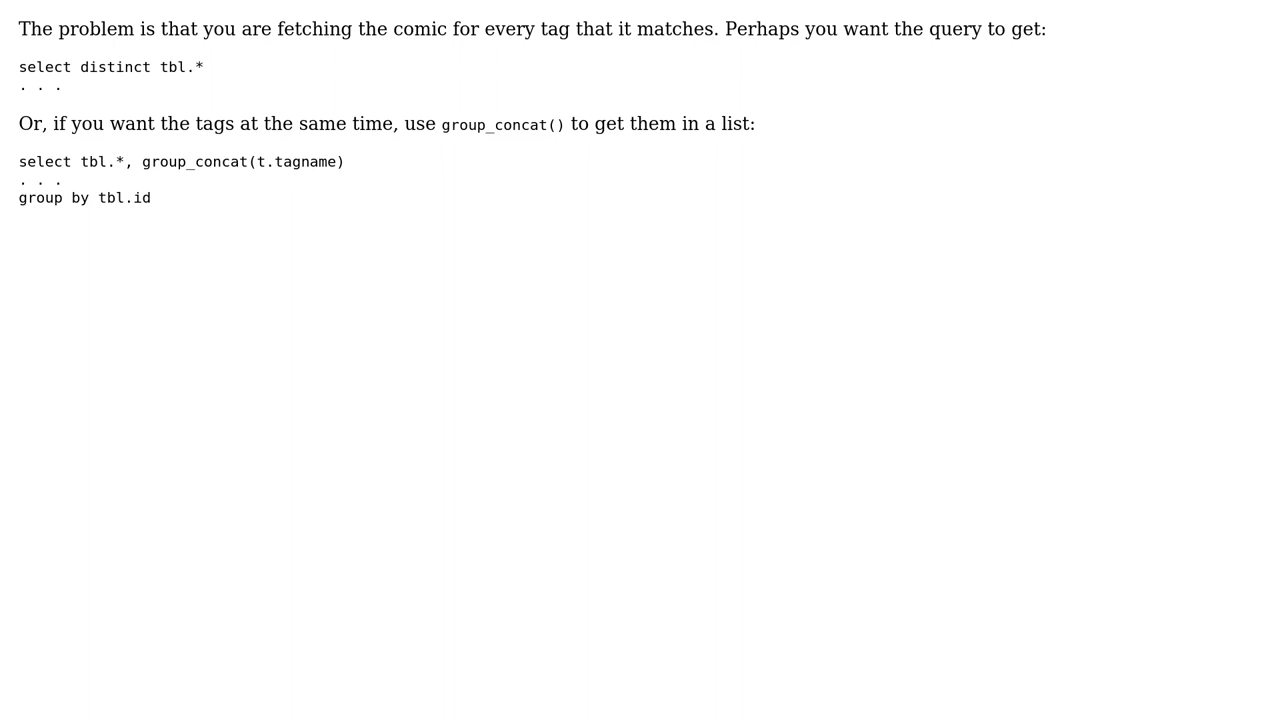 The problem is that you are fetching the comic for every tag that it matches. Perhaps you want the query to get:
select distinct tbl.*
. . .
Or, if you want the tags at the same time, use group_concat() to get them in a list:
select tbl.*, group_concat(t.tagname)
. . .
group by tbl.id